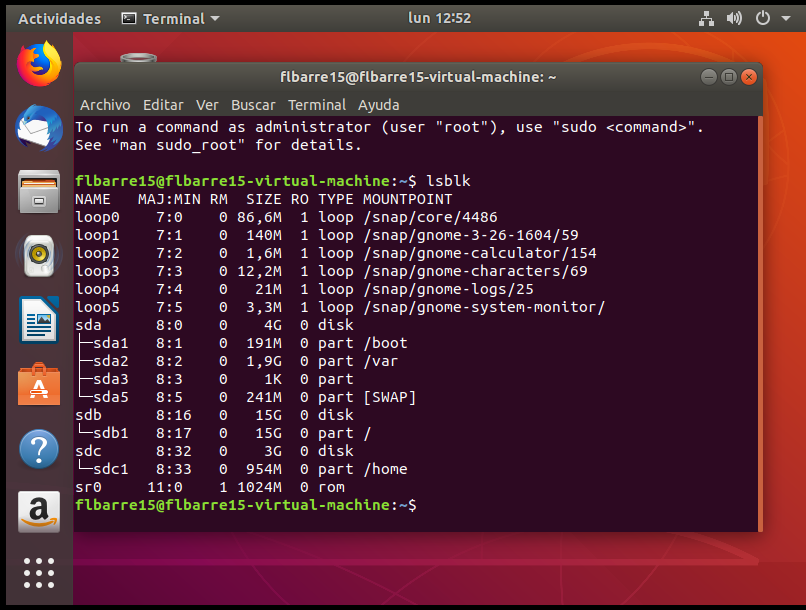 Actividades Terminal lun 12:52
flbarre15@flbarre15-virtual-machine: ~
Archivo Editar Ver Buscar Terminal Ayuda
To run a command as administrator (user "root"), use "sudo <command>".
See "man sudo_root" for details.
flbarre15@flbarre15-virtual-machine:~$ lsblk
NAME   MAJ:MIN RM   SIZE RO TYPE MOUNTPOINT
loop0    7:0    0  86,6M  1 loop /snap/core/4486
loop1    7:1    0   140M  1 loop /snap/gnome-3-26-1604/59
loop2    7:2    0   1,6M  1 loop /snap/gnome-calculator/154
loop3    7:3    0  12,2M  1 loop /snap/gnome-characters/69
loop4    7:4    0    21M  1 loop /snap/gnome-logs/25
loop5    7:5    0   3,3M  1 loop /snap/gnome-system-monitor/
sda      8:0    0     4G  0 disk
├─sda1   8:1    0   191M  0 part /boot
├─sda2   8:2    0   1,9G  0 part /var
├─sda3   8:3    0     1K  0 part
└─sda5   8:5    0   241M  0 part [SWAP]
sdb      8:16   0    15G  0 disk
└─sdb1   8:17   0    15G  0 part /
sdc      8:32   0     3G  0 disk
└─sdc1   8:33   0   954M  0 part /home
sr0     11:0    1  1024M  0 rom
flbarre15@flbarre15-virtual-machine:~$